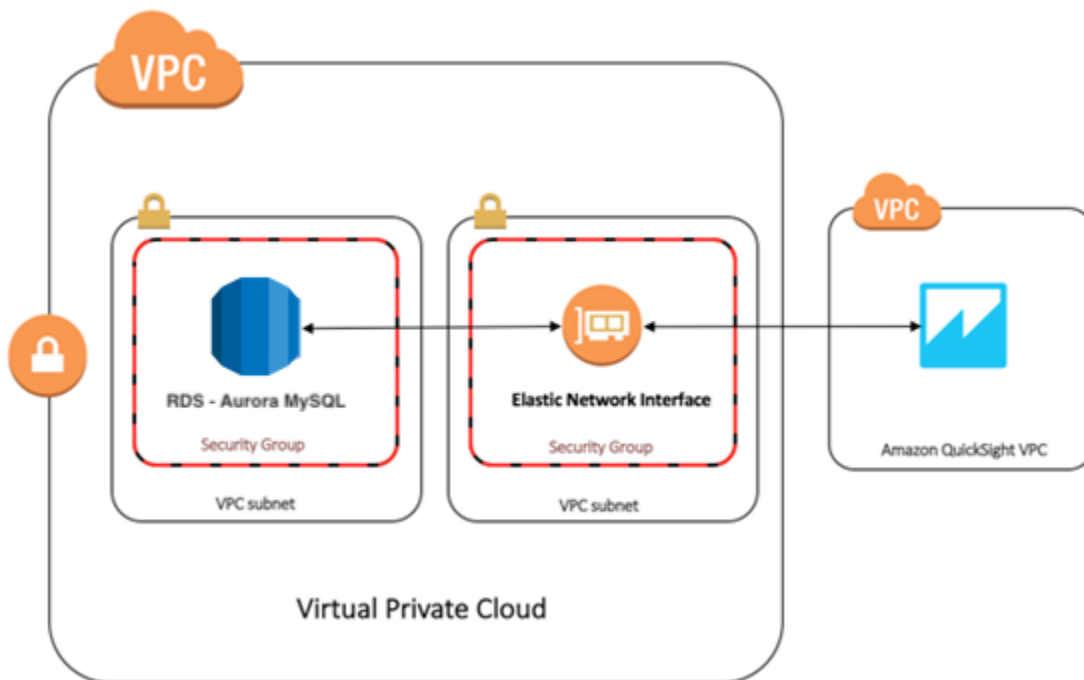 VPC
VPC
RDS - Aurora MySQL
Elastic Network Interface
Security Group
Security Group
Amazon QuickSight VPC
VPC subnet
VPC subnet
Virtual Private Cloud